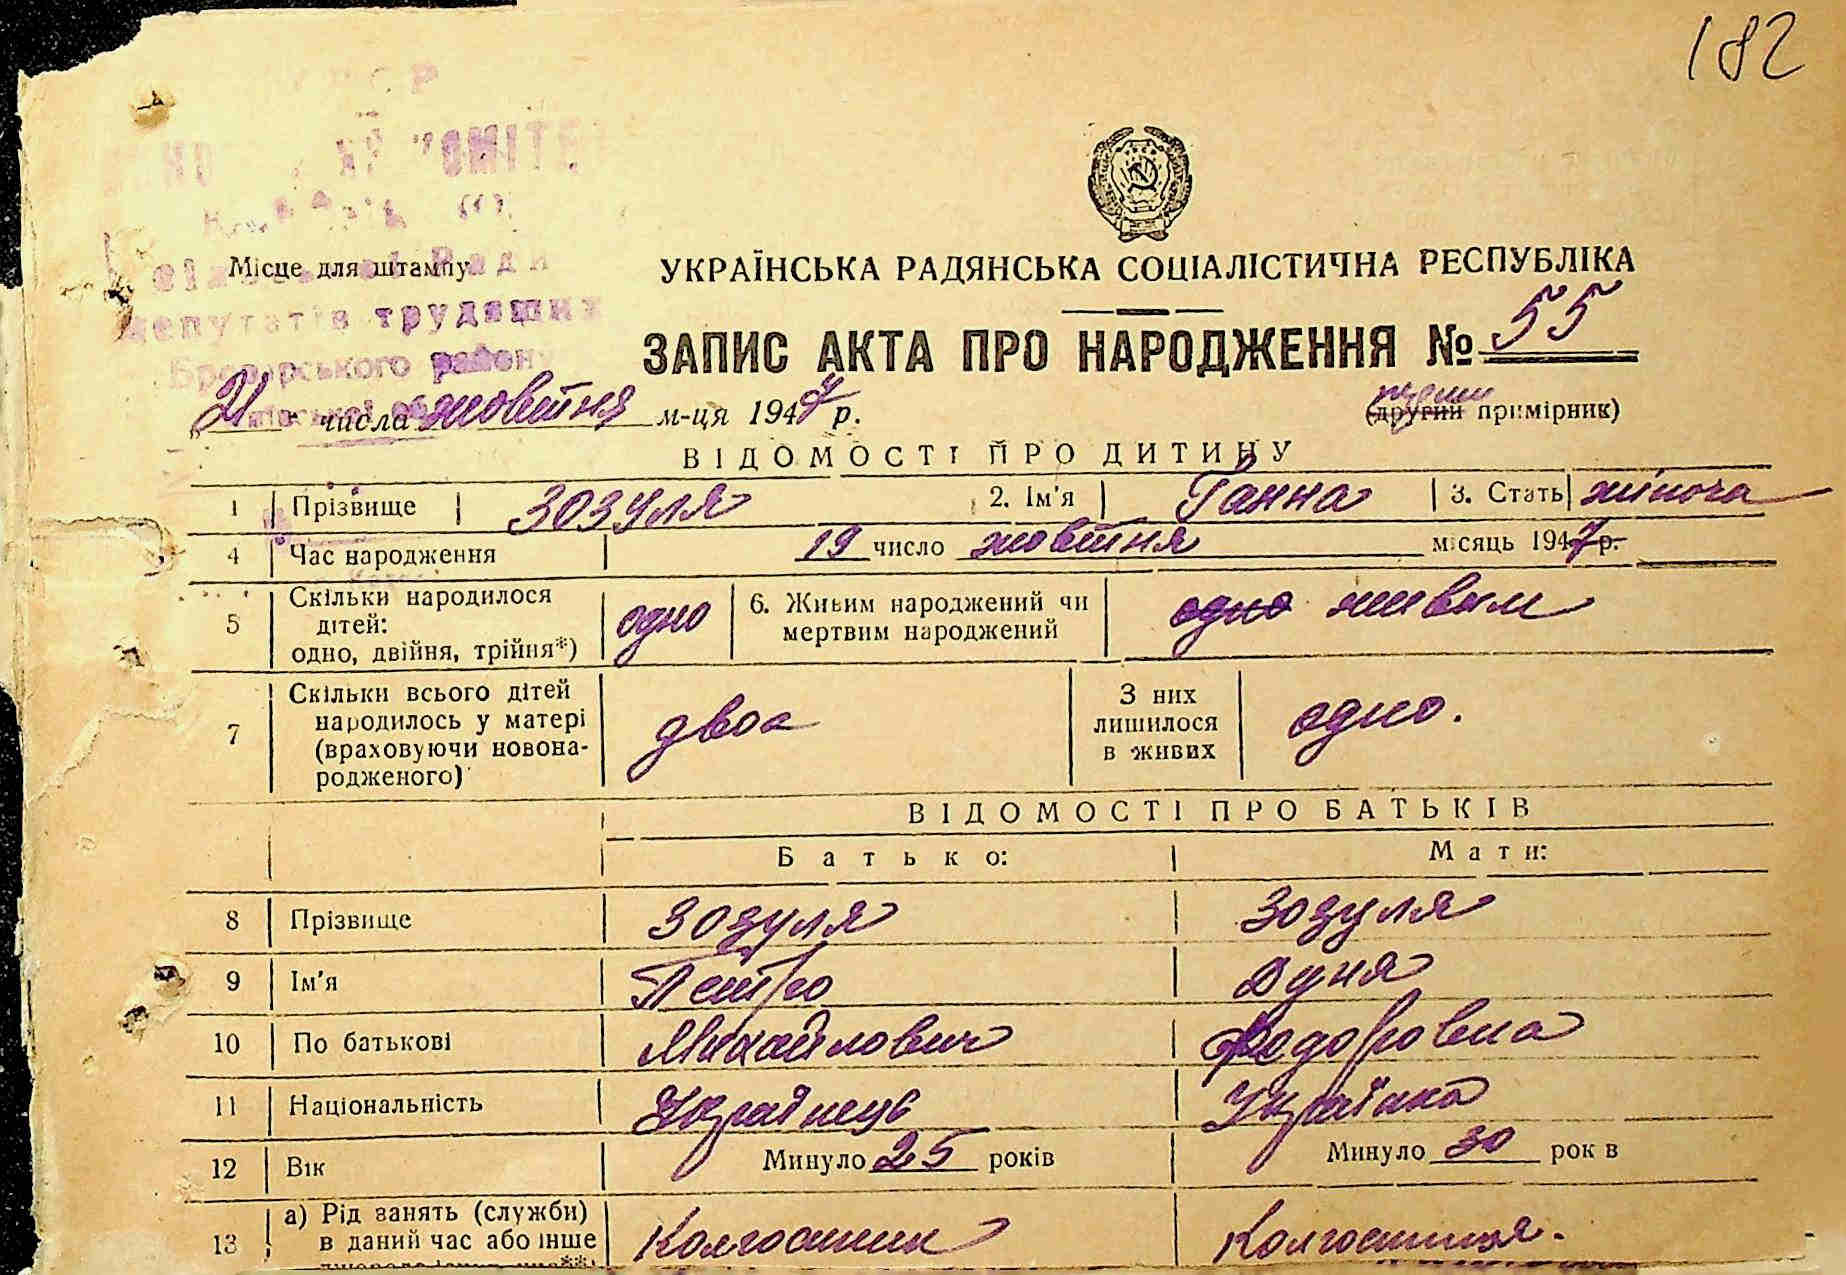 182
КОМІТЕТ
сільської Ради
Місце для штампу
депутатів трудящих
Броварського району
УКРАЇНСЬКА РАДЯНСЬКА СОЦІАЛІСТИЧНА РЕСПУБЛІКА
ЗАПИС АКТА ПРО НАРОДЖЕННЯ № 55
„21" числа жовтня м-ця 1947 р.
перший
(другий примірник)
ВІДОМОСТІ ПРО ДИТИНУ
1 Прізвище Зозуля 2. Ім'я Ганна 3. Стать жіноча
4 Час народження 19 число жовтня місяць 1947 р.
5 Скільки народилося дітей: одно, двійня, трійня*) одно 6. Живим народжений чи мертвим народжений одно живим
7 Скільки всього дітей народилось у матері (враховуючи новонародженого) двоє З них лишилося в живих одно.
ВІДОМОСТІ ПРО БАТЬКІВ
Батько: Мати:
8 Прізвище Зозуля Зозуля
9 Ім'я Петро Дуня
10 По батькові Михайлович Федоровна
11 Національність Українець Українка
12 Вік Минуло 25 років Минуло 30 рок в
13 а) Рід занять (служби) в даний час або інше Колгоспник Колгоспниця.